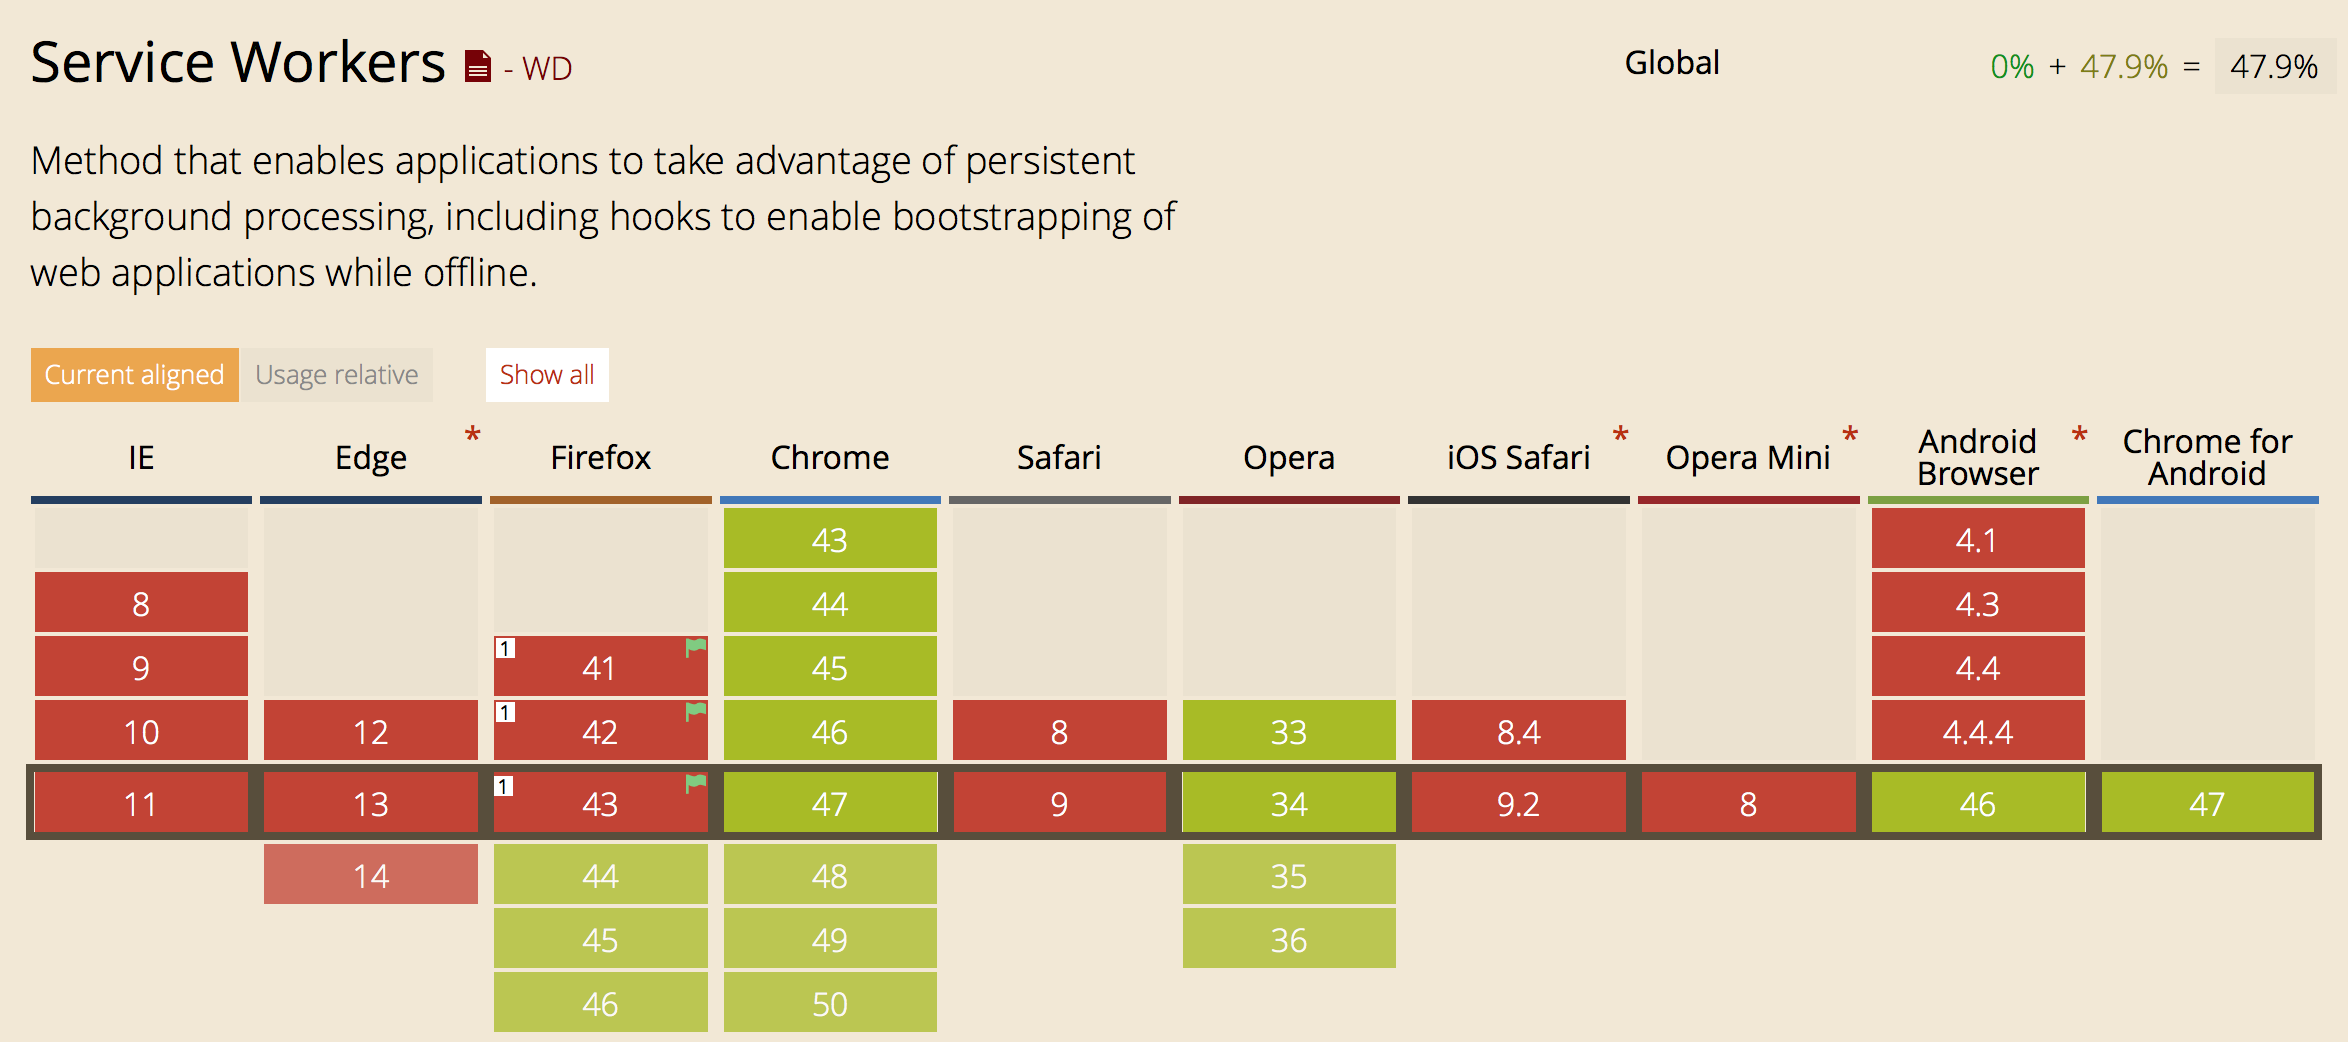 Service Workers - WD
Global
0% + 47.9% = 47.9%
Method that enables applications to take advantage of persistent
background processing, including hooks to enable bootstrapping of
web applications while offline.
Current aligned Usage relative Show all
IE Edge * Firefox Chrome Safari Opera iOS Safari * Opera Mini * Android Browser * Chrome for Android
43 4.1
8 44 4.3
9 1 41 45 4.4
10 12 1 42 46 8 33 8.4 4.4.4
11 13 1 43 47 9 34 9.2 8 46 47
14 44 48 35
45 49 36
46 50